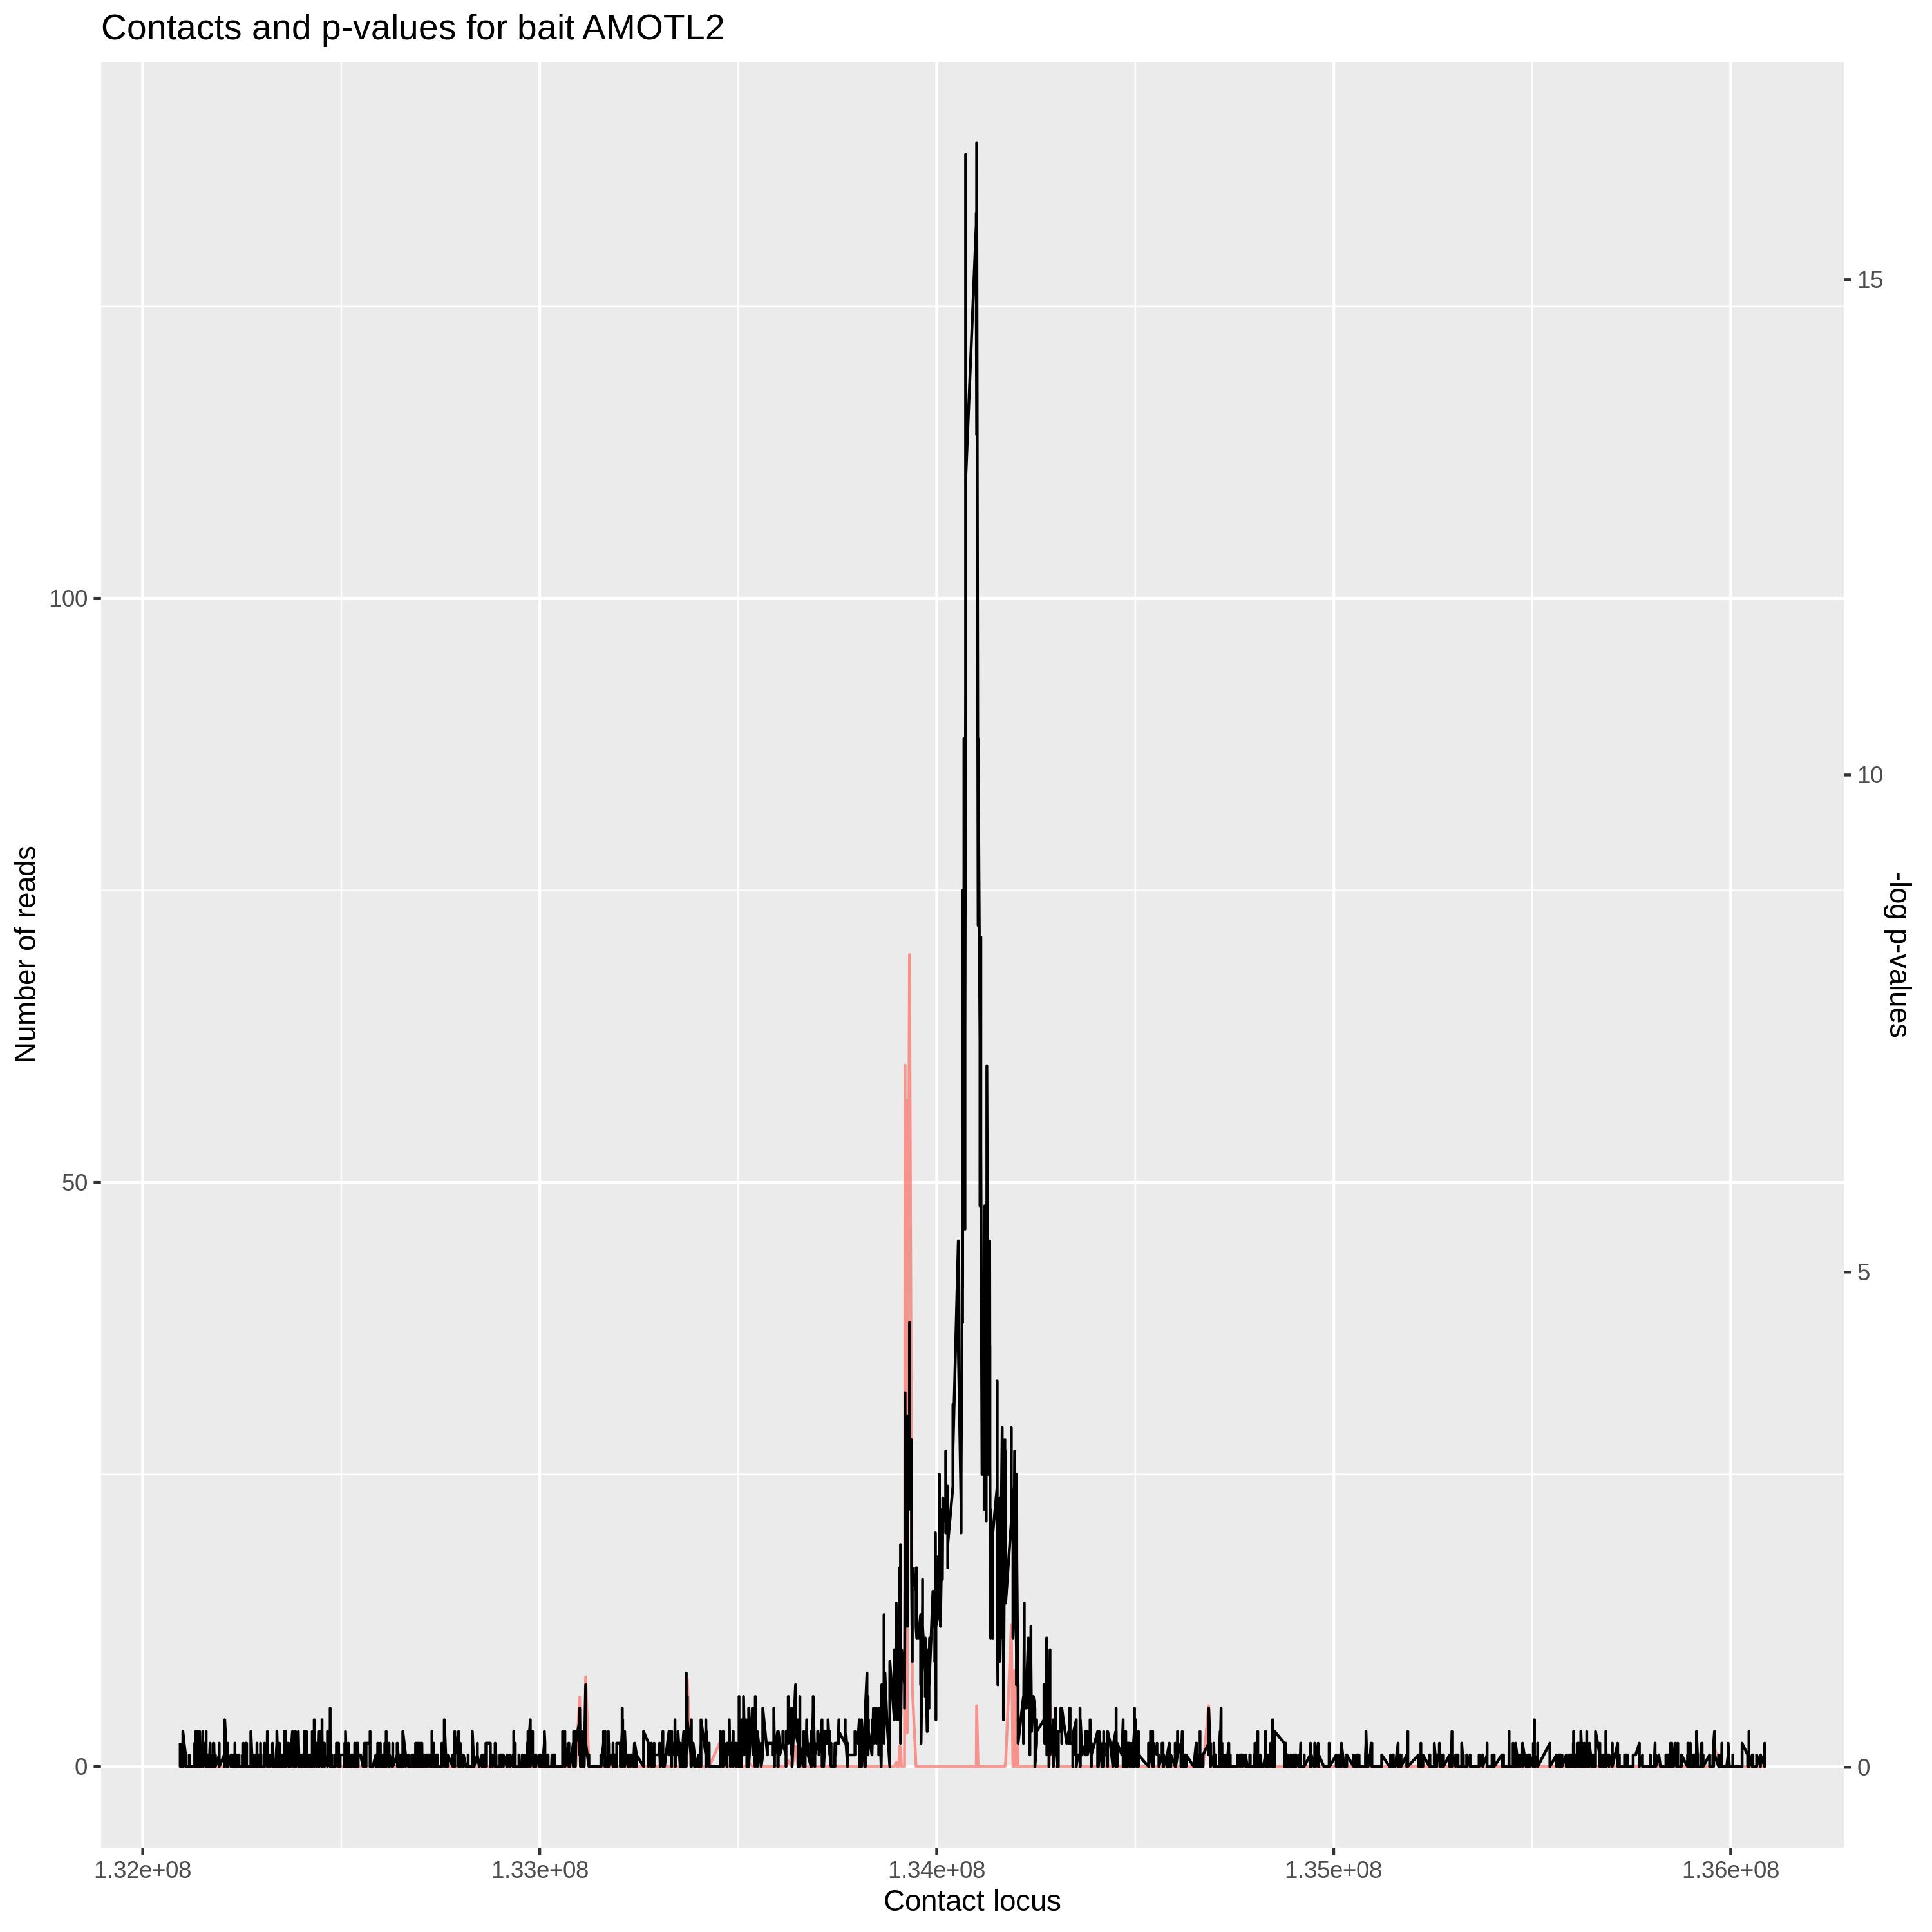 Contacts and p-values for bait AMOTL2
Number of reads
100
50
0
15
10
5
0
-log p-values
1.32e+08 1.33e+08 1.34e+08 1.35e+08 1.36e+08
Contact locus